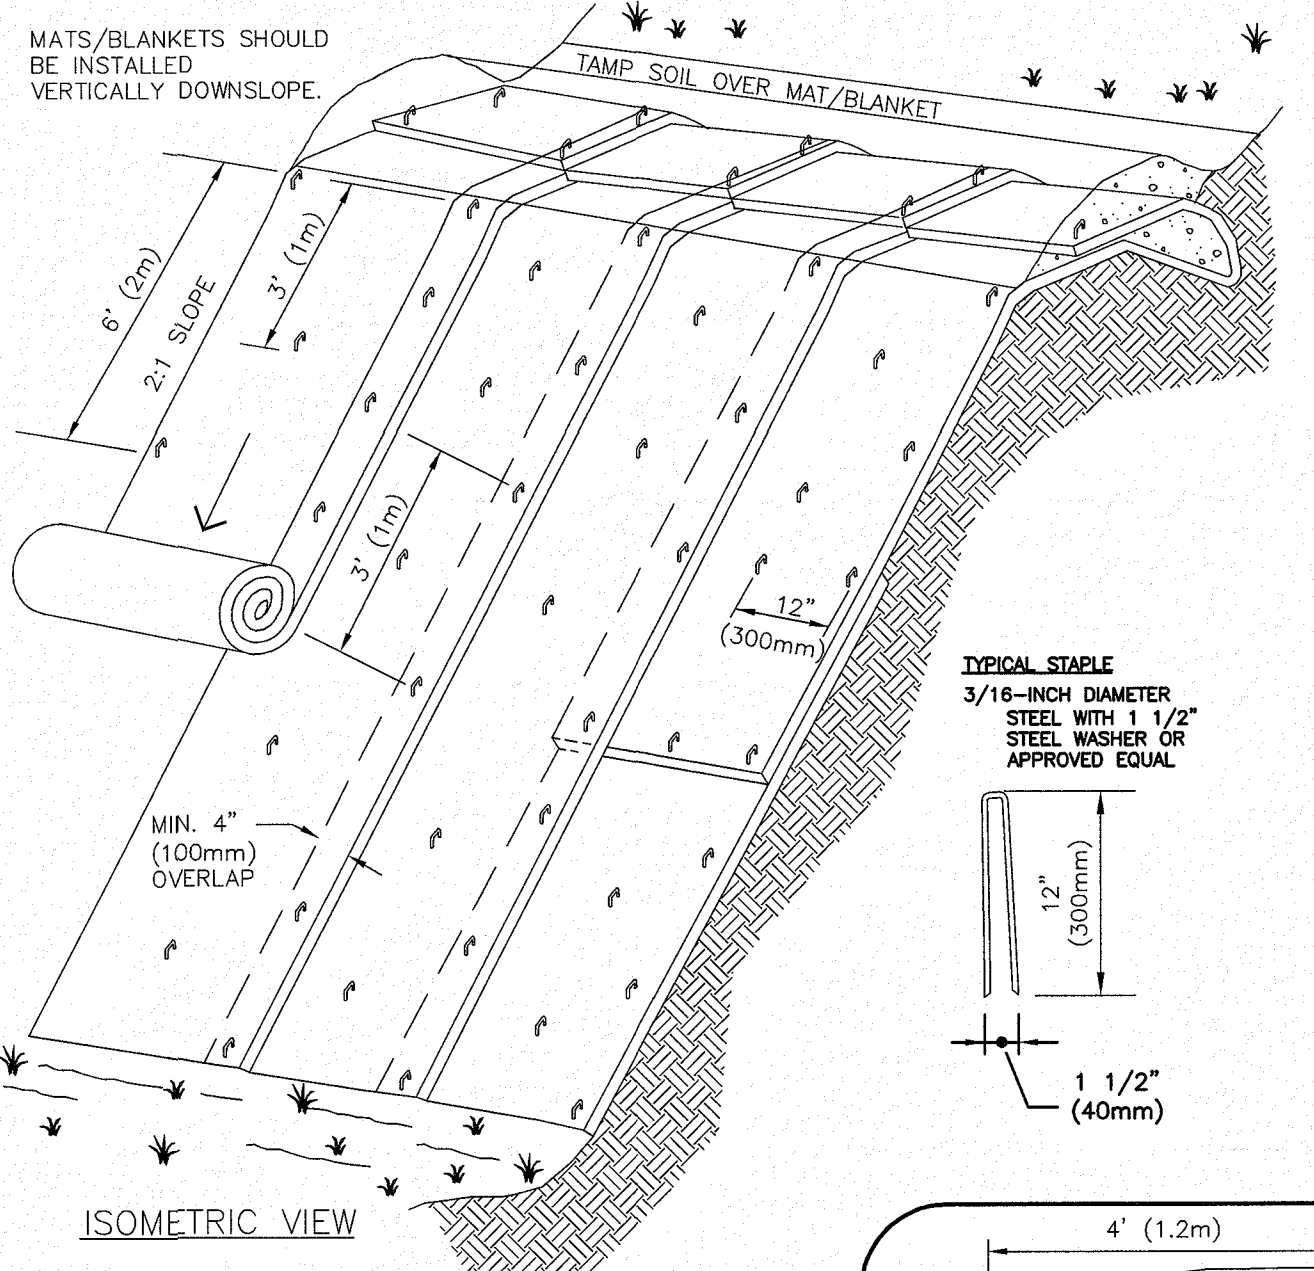 MATS/BLANKETS SHOULD
BE INSTALLED
VERTICALLY DOWNSLOPE.
TAMP SOIL OVER MAT/BLANKET
6' (2m)
2:1 SLOPE
3' (1m)
3' (1m)
12"
(300mm)
MIN. 4"
(100mm)
OVERLAP
TYPICAL STAPLE
3/16-INCH DIAMETER
STEEL WITH 1 1/2"
STEEL WASHER OR
APPROVED EQUAL
12"
(300mm)
1 1/2"
(40mm)
ISOMETRIC VIEW
4' (1.2m)